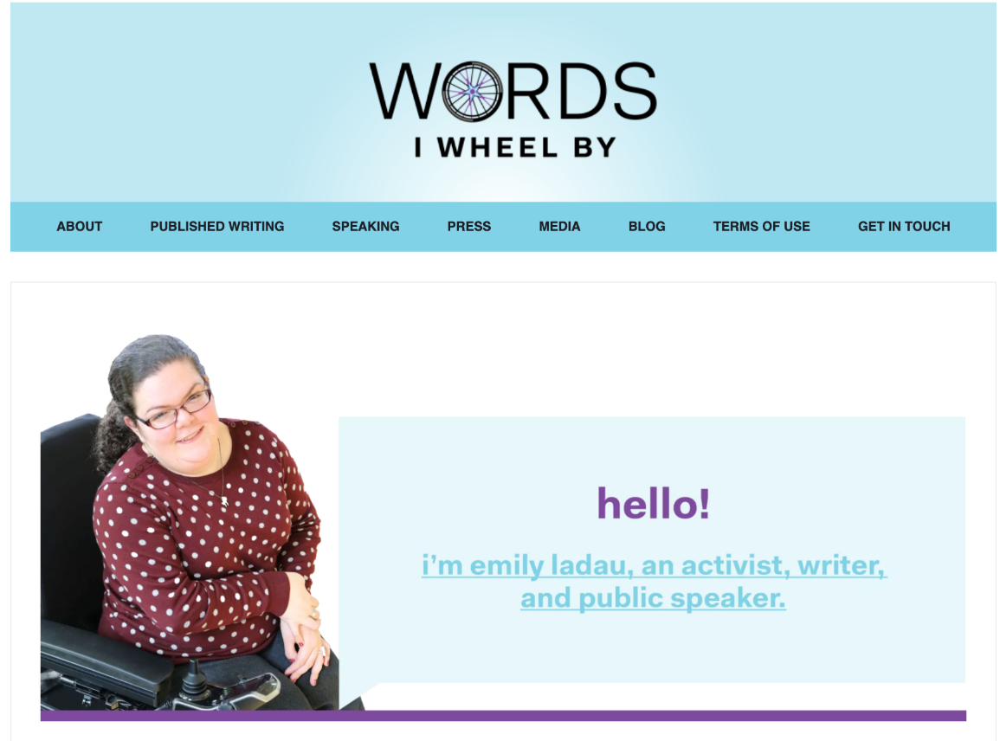 WORDS
I WHEEL BY
ABOUT PUBLISHED WRITING SPEAKING PRESS MEDIA BLOG TERMS OF USE GET IN TOUCH
hello!
i’m emily ladau, an activist, writer,
and public speaker.